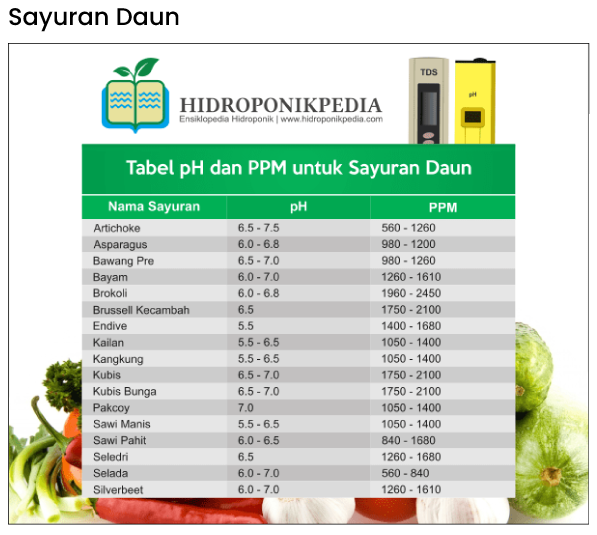 Sayuran Daun
HIDROPONIKPEDIA
Ensiklopedia Hidroponik | www.hidroponikpedia.com
TDS
pH
Tabel pH dan PPM untuk Sayuran Daun
Nama Sayuran pH PPM
Artichoke 6.5 - 7.5 560 - 1260
Asparagus 6.0 - 6.8 980 - 1200
Bawang Pre 6.5 - 7.0 980 - 1260
Bayam 6.0 - 7.0 1260 - 1610
Brokoli 6.0 - 6.8 1960 - 2450
Brussell Kecambah 6.5 1750 - 2100
Endive 5.5 1400 - 1680
Kailan 5.5 - 6.5 1050 - 1400
Kangkung 5.5 - 6.5 1050 - 1400
Kubis 6.5 - 7.0 1750 - 2100
Kubis Bunga 6.5 - 7.0 1750 - 2100
Pakcoy 7.0 1050 - 1400
Sawi Manis 5.5 - 6.5 1050 - 1400
Sawi Pahit 6.0 - 6.5 840 - 1680
Seledri 6.5 1260 - 1680
Selada 6.0 - 7.0 560 - 840
Silverbeet 6.0 - 7.0 1260 - 1610